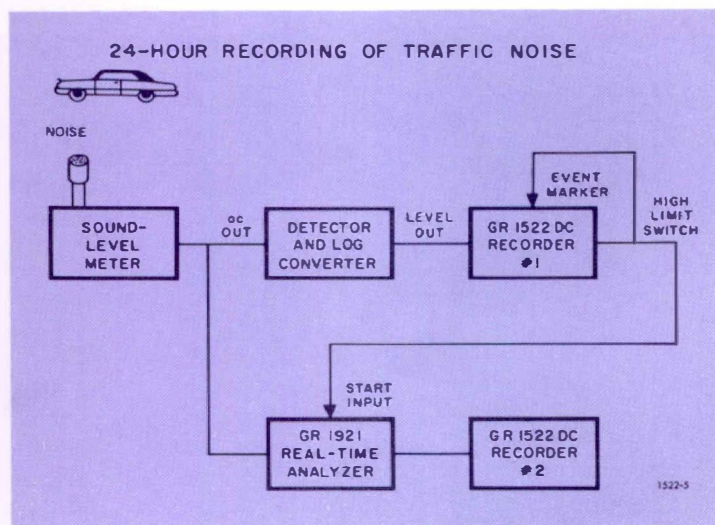 24-HOUR RECORDING OF TRAFFIC NOISE
NOISE
SOUND-
LEVEL
METER
ac
OUT
DETECTOR
AND LOG
CONVERTER
LEVEL
OUT
EVENT
MARKER
GR 1522 DC
RECORDER
#1
HIGH
LIMIT
SWITCH
START
INPUT
GR 1921
REAL-TIME
ANALYZER
GR 1522 DC
RECORDER
#2
1522-5